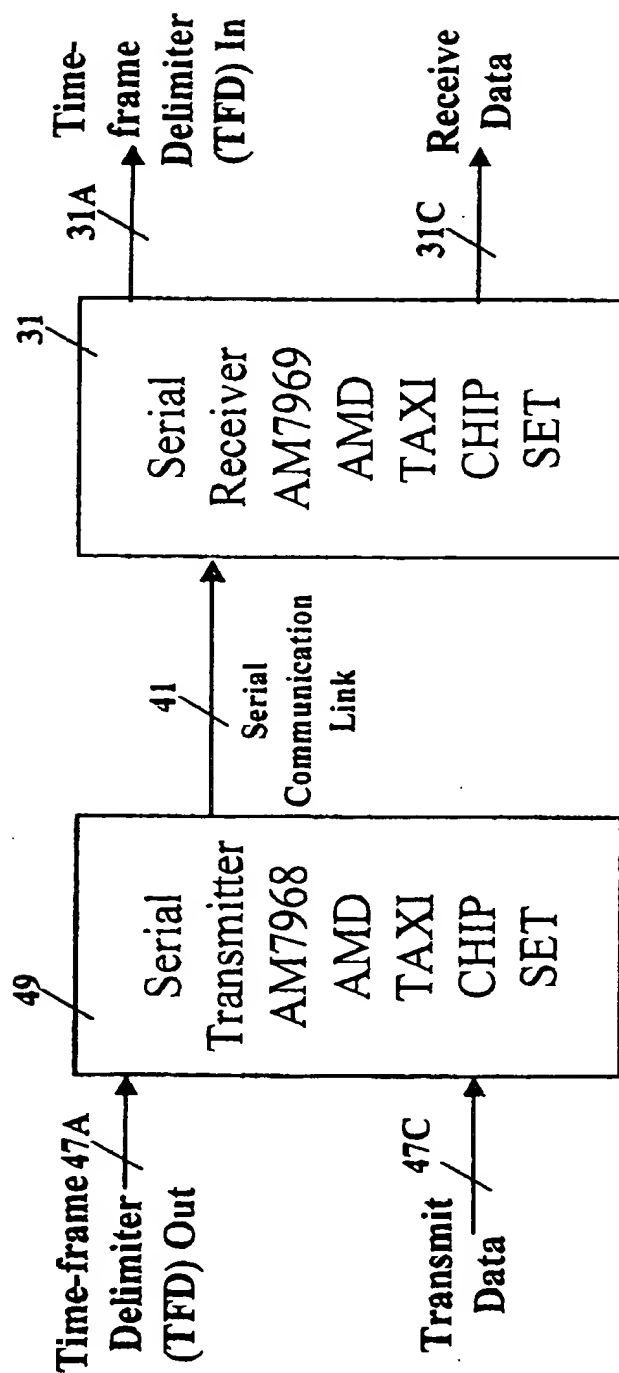 Time-frame 47A
Delimiter
(TFD) Out
Transmit 47C
Data
49
Serial
Transmitter
AM7968
AMD
TAXI
CHIP
SET
41
Serial
Communication
Link
31
Serial
Receiver
AM7969
AMD
TAXI
CHIP
SET
31A
Time-
frame
Delimiter
(TFD) In
31C
Receive
Data